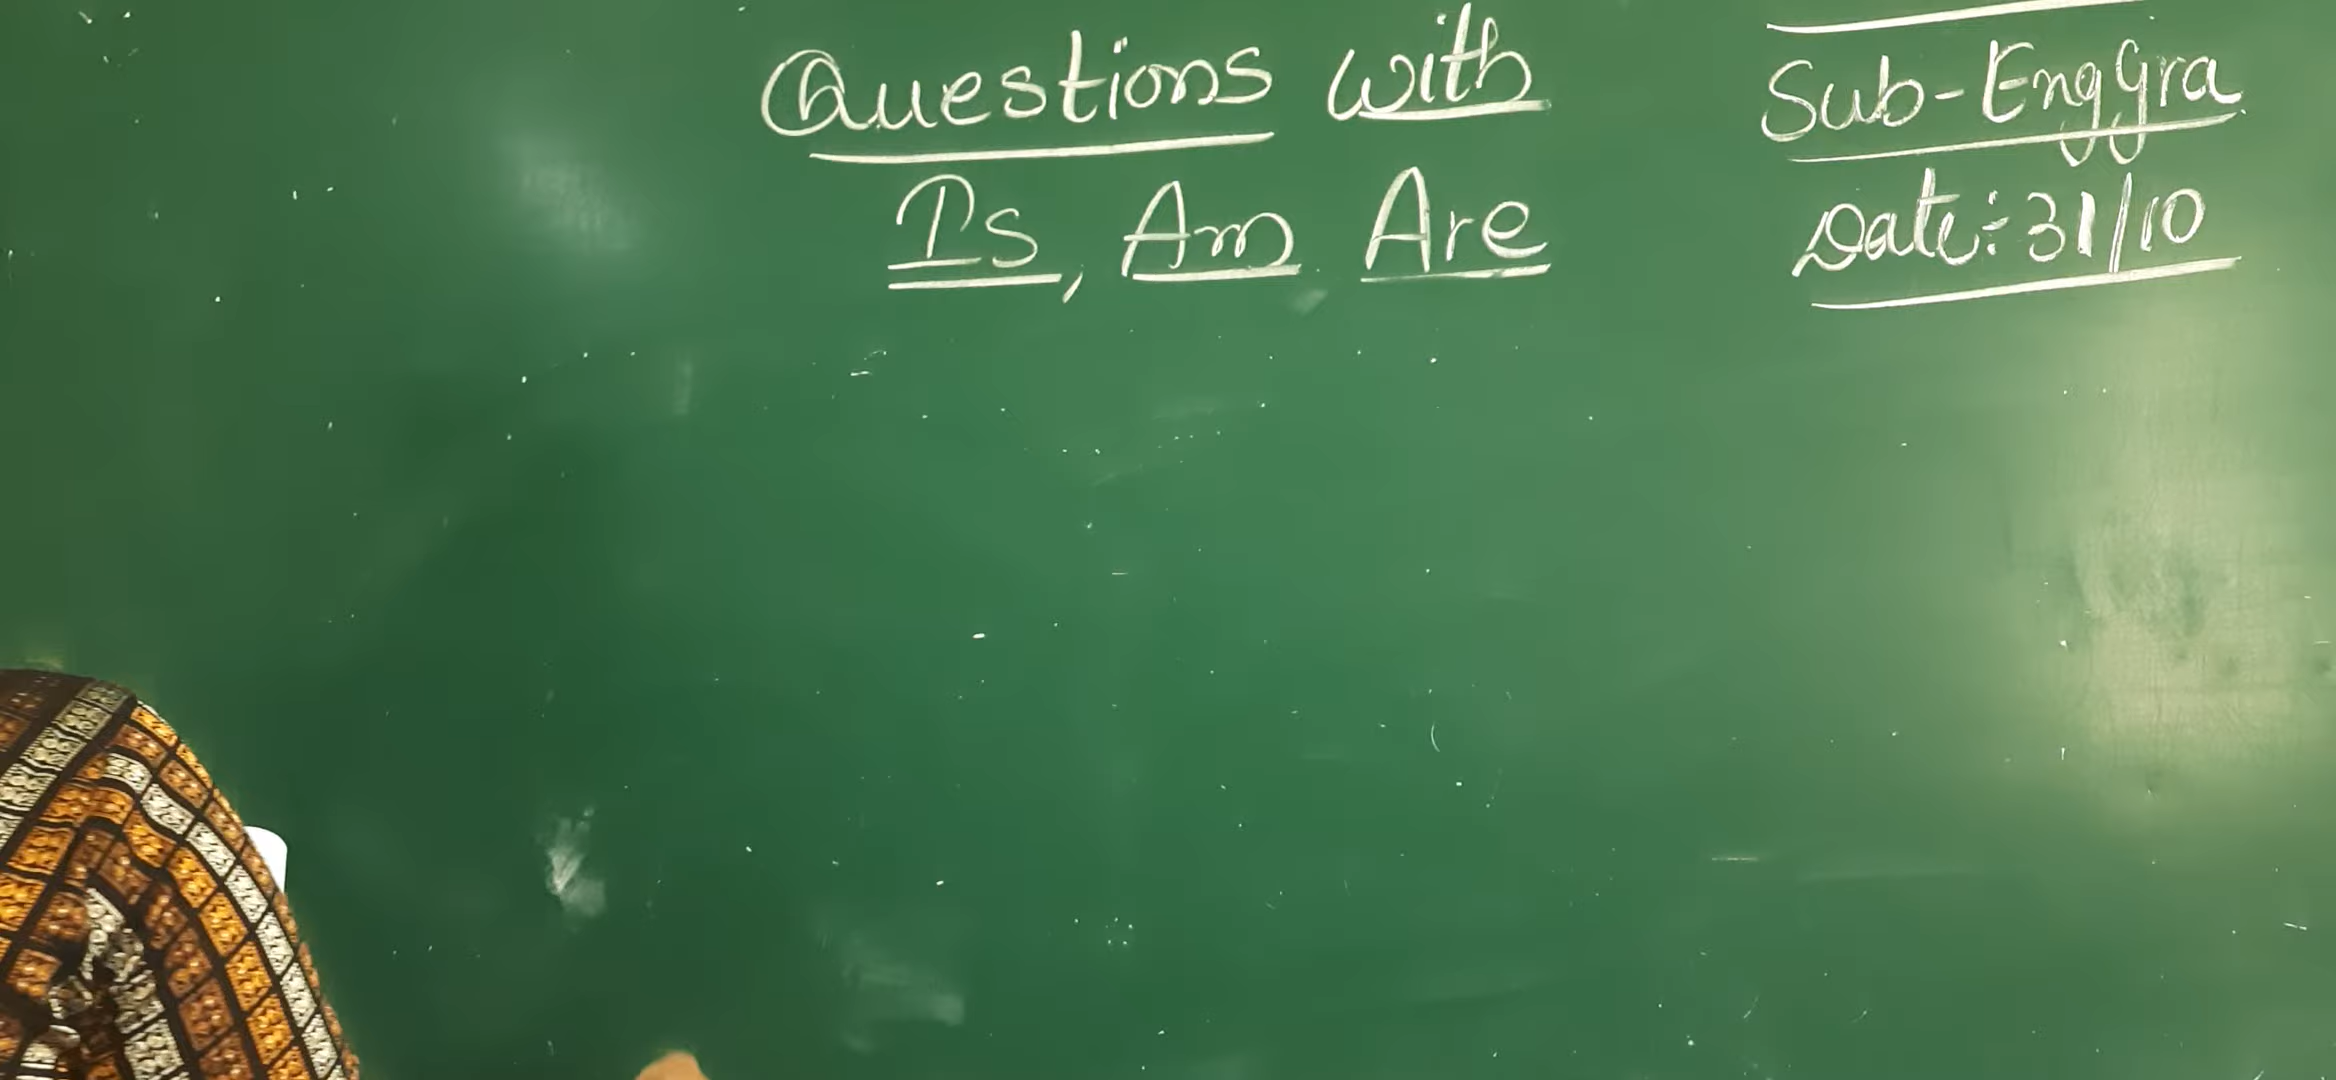 Questions with
Is, Am Are
Sub-Eng Gra
Date: 31/10